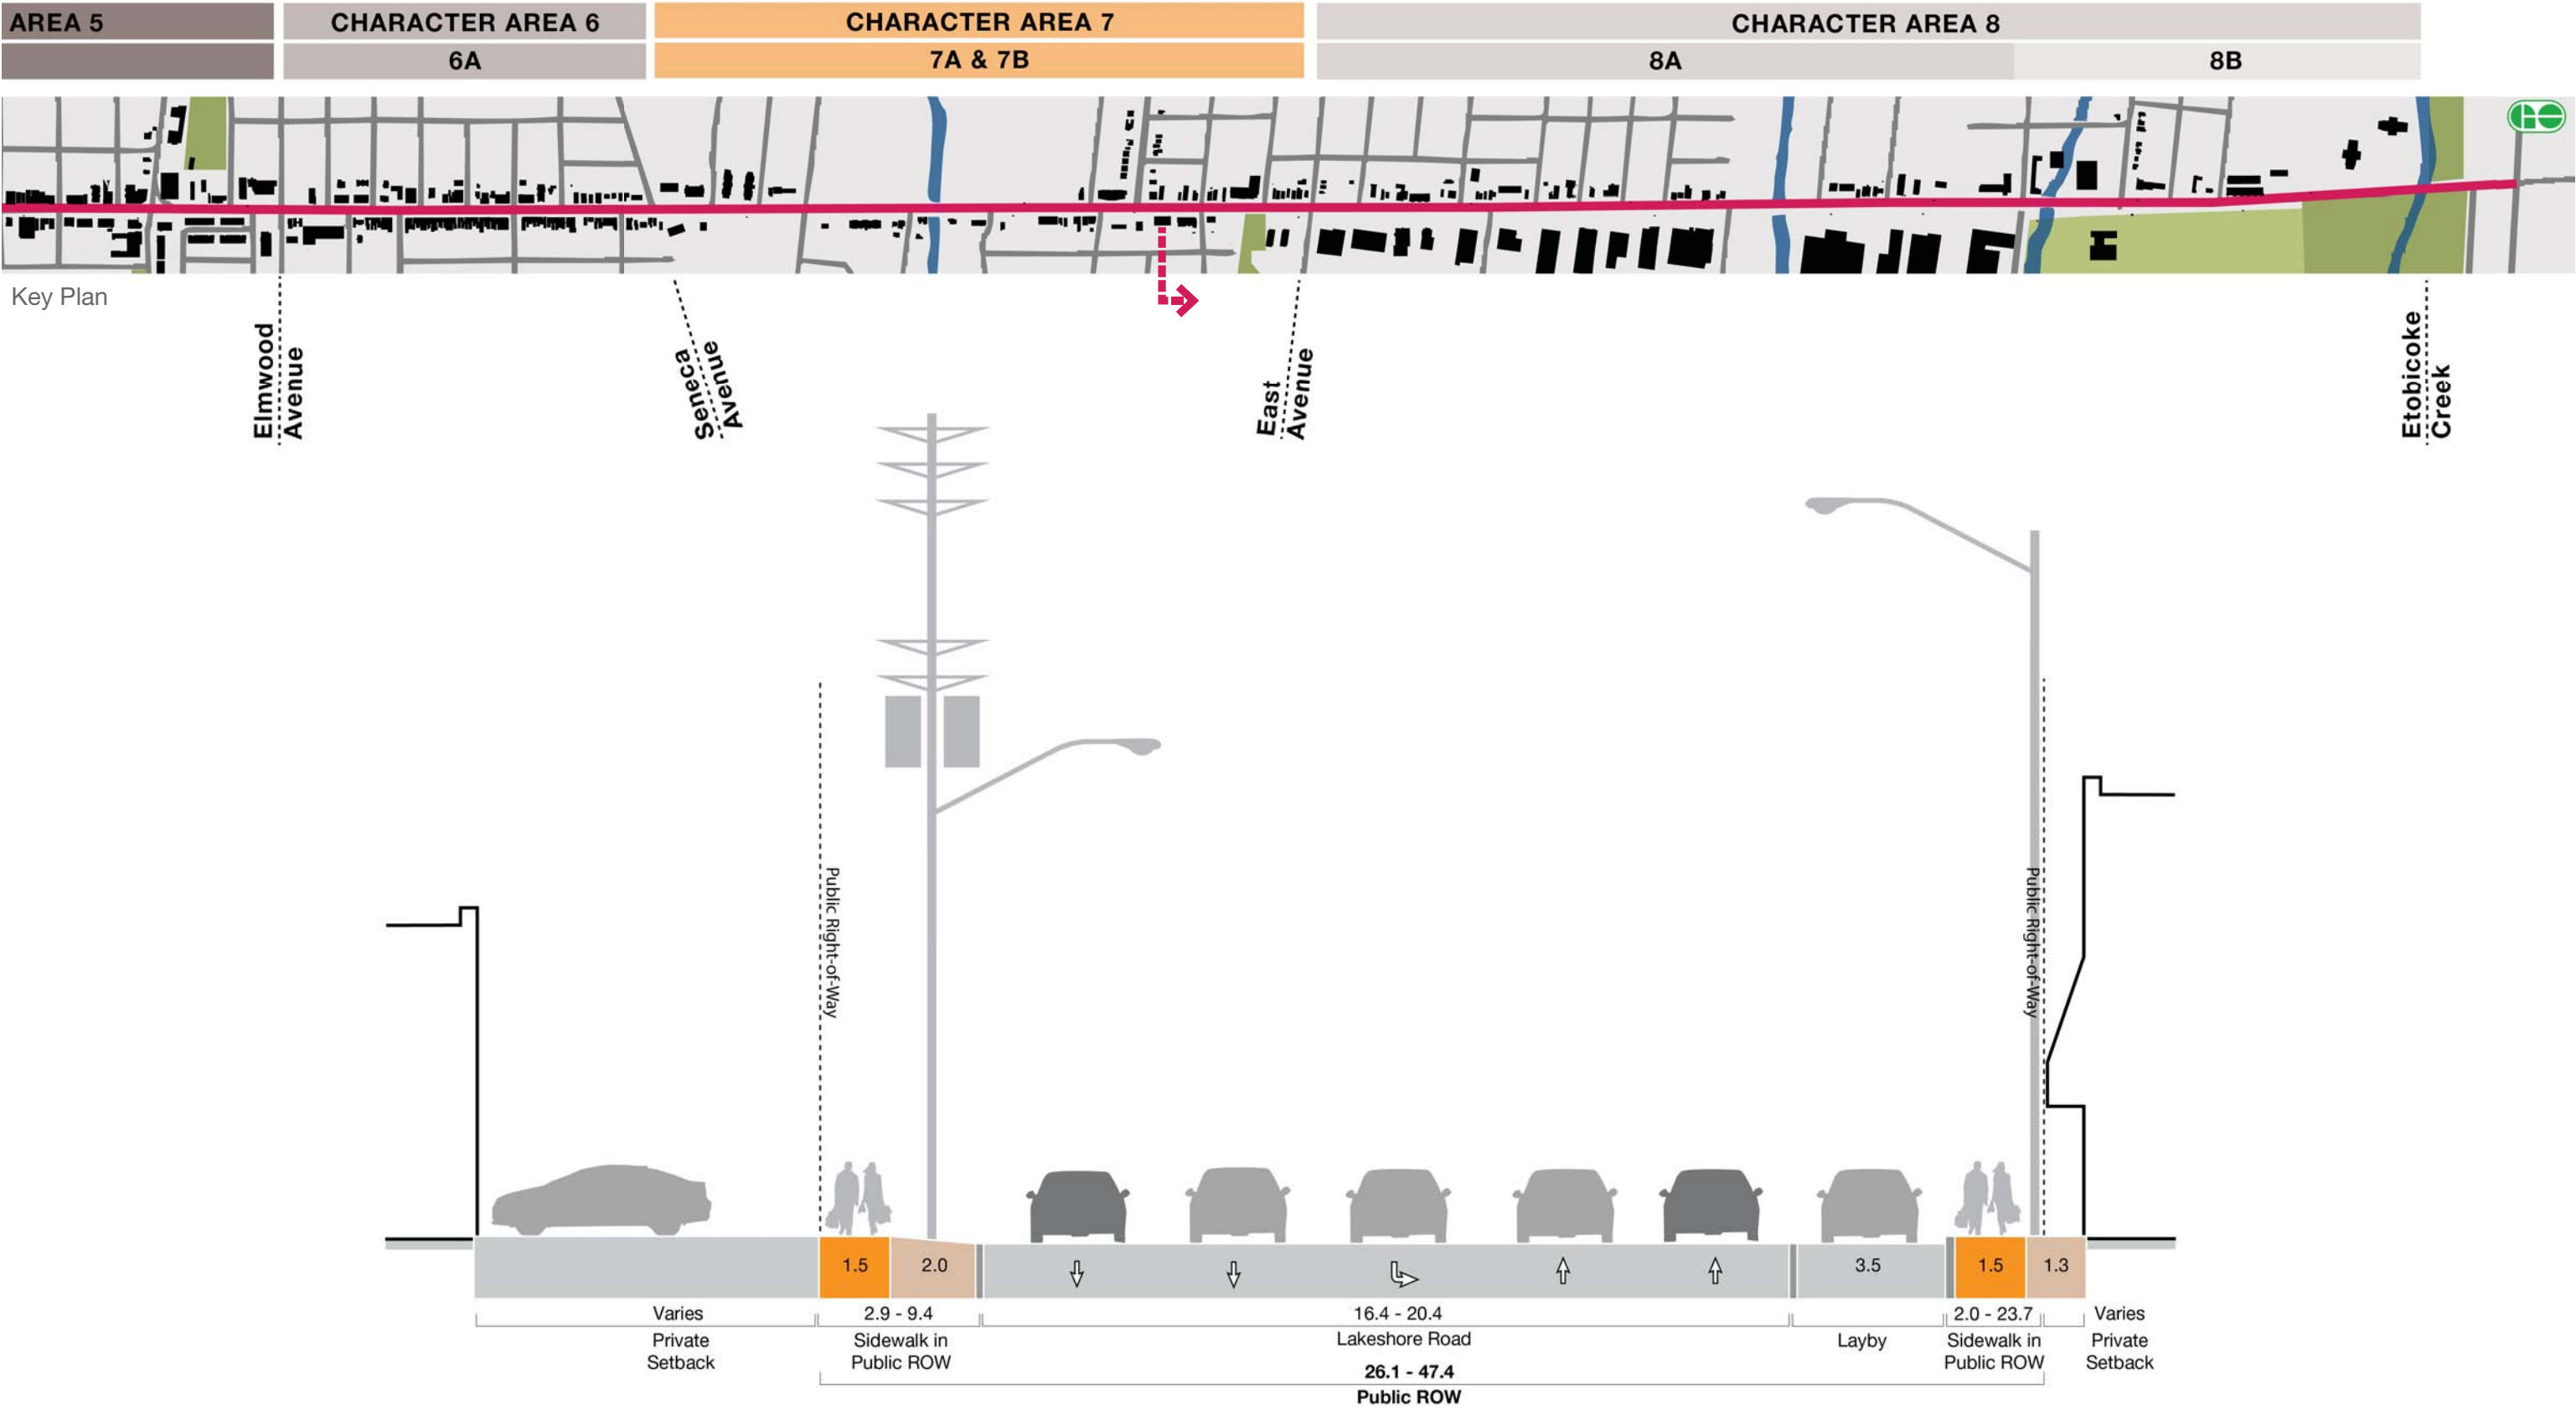 AREA 5
CHARACTER AREA 6
CHARACTER AREA 7
CHARACTER AREA 8
6A
7A & 7B
8A
8B
GO
Key Plan
Elmwood
Avenue
Seneca
Avenue
East
Avenue
Etobicoke
Creek
Public Right-of-Way
Public Right-of-Way
1.5
2.0
3.5
1.5
1.3
Varies
2.9 - 9.4
16.4 - 20.4
2.0 - 23.7
Varies
Private
Setback
Sidewalk in
Public ROW
Lakeshore Road
Layby
Sidewalk in
Public ROW
Private
Setback
26.1 - 47.4
Public ROW